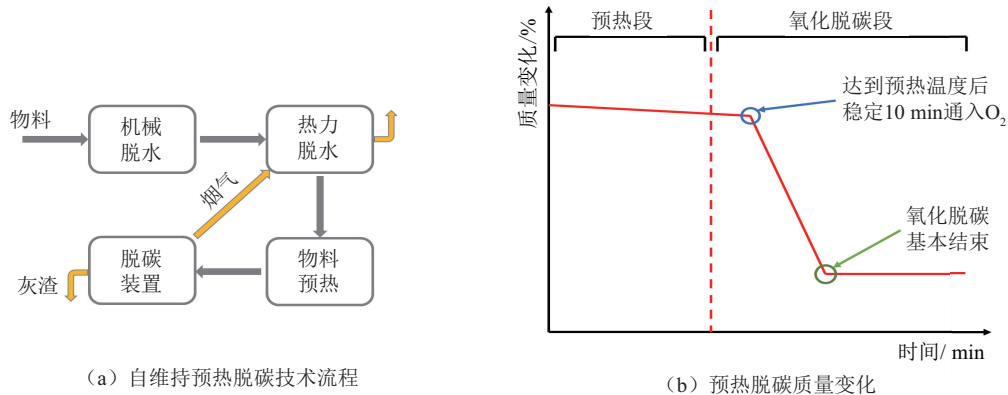 物料
机械
脱水
热力
脱水
烟气
脱碳
装置
物料
预热
灰渣
（a）自维持预热脱碳技术流程
质量变化/%
预热段
氧化脱碳段
达到预热温度后
稳定10 min通入O₂
氧化脱碳
基本结束
时间/ min
（b）预热脱碳质量变化